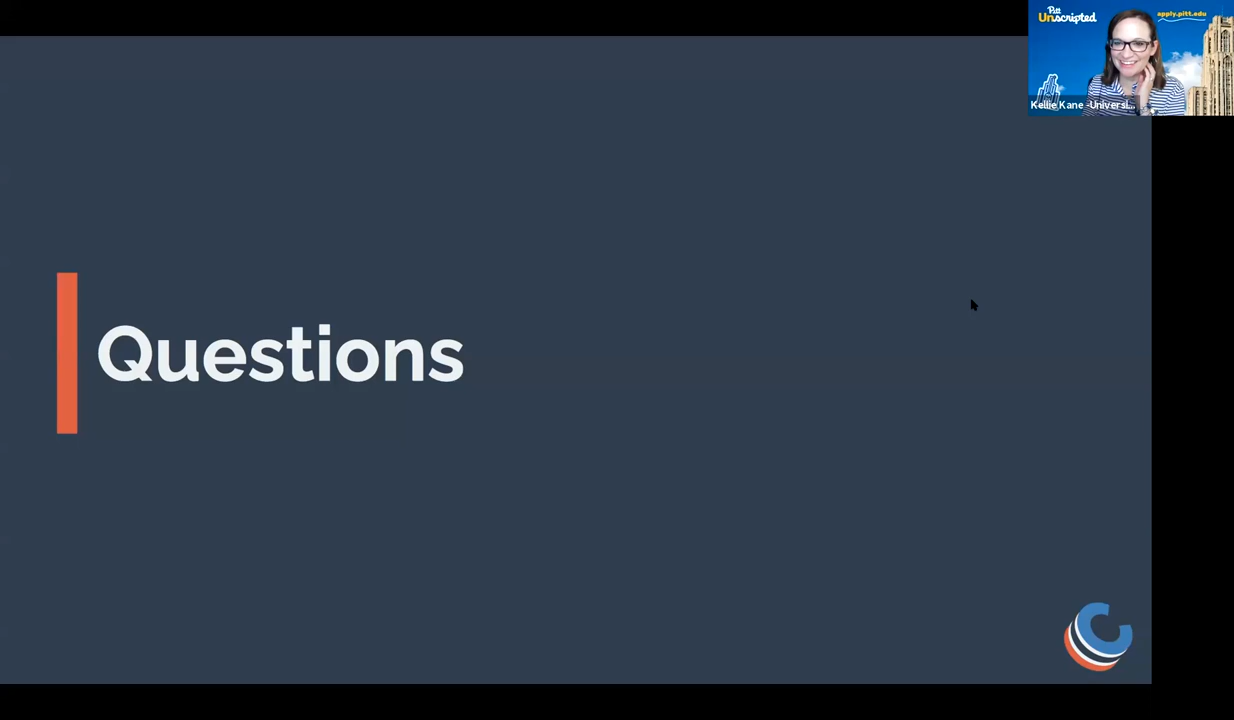 Pitt
Unscripted
apply.pitt.edu
Kellie Kane -Universi...
Questions